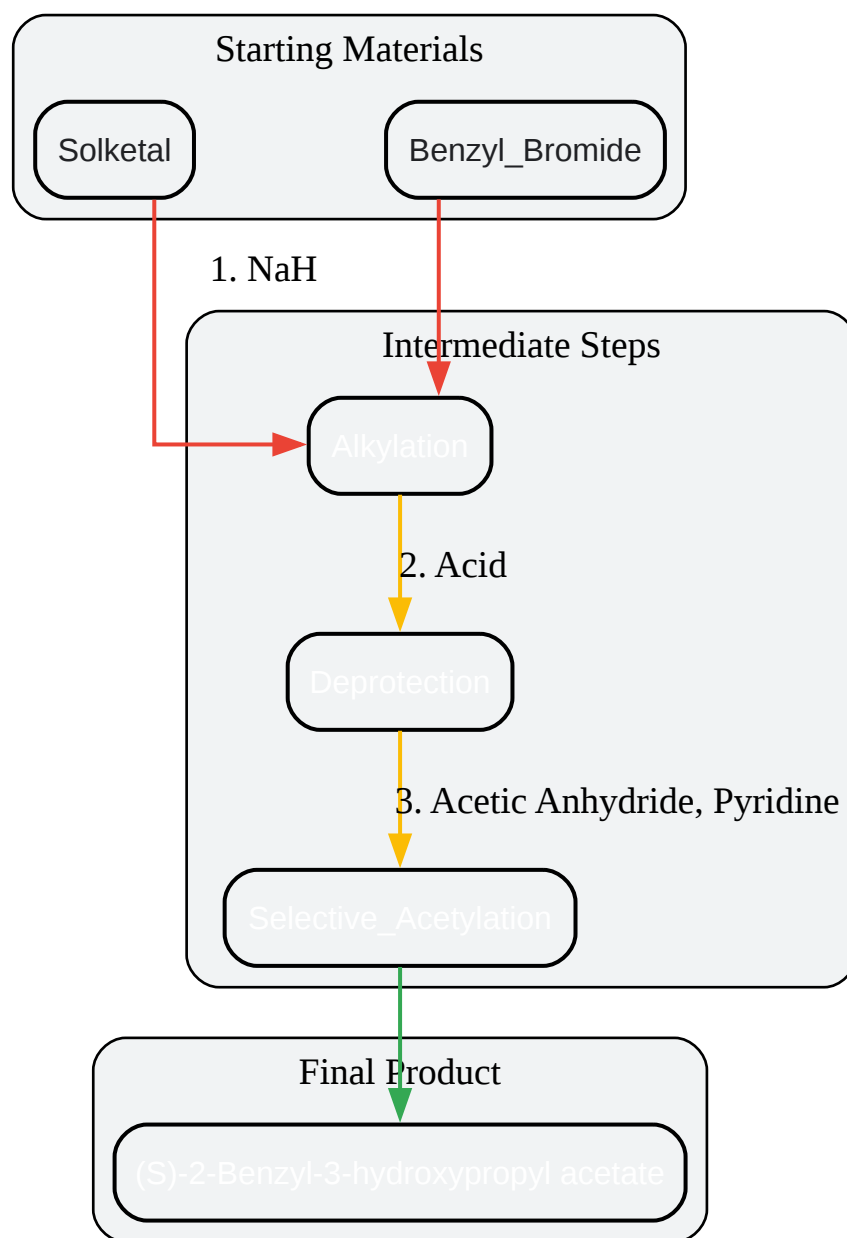 Starting Materials
Solketal
Benzyl_Bromide
1. NaH
Intermediate Steps
Alkylation
2. Acid
Deprotection
3. Acetic Anhydride, Pyridine
Selective_Acetylation
Final Product
(S)-2-Benzyl-3-hydroxypropyl acetate